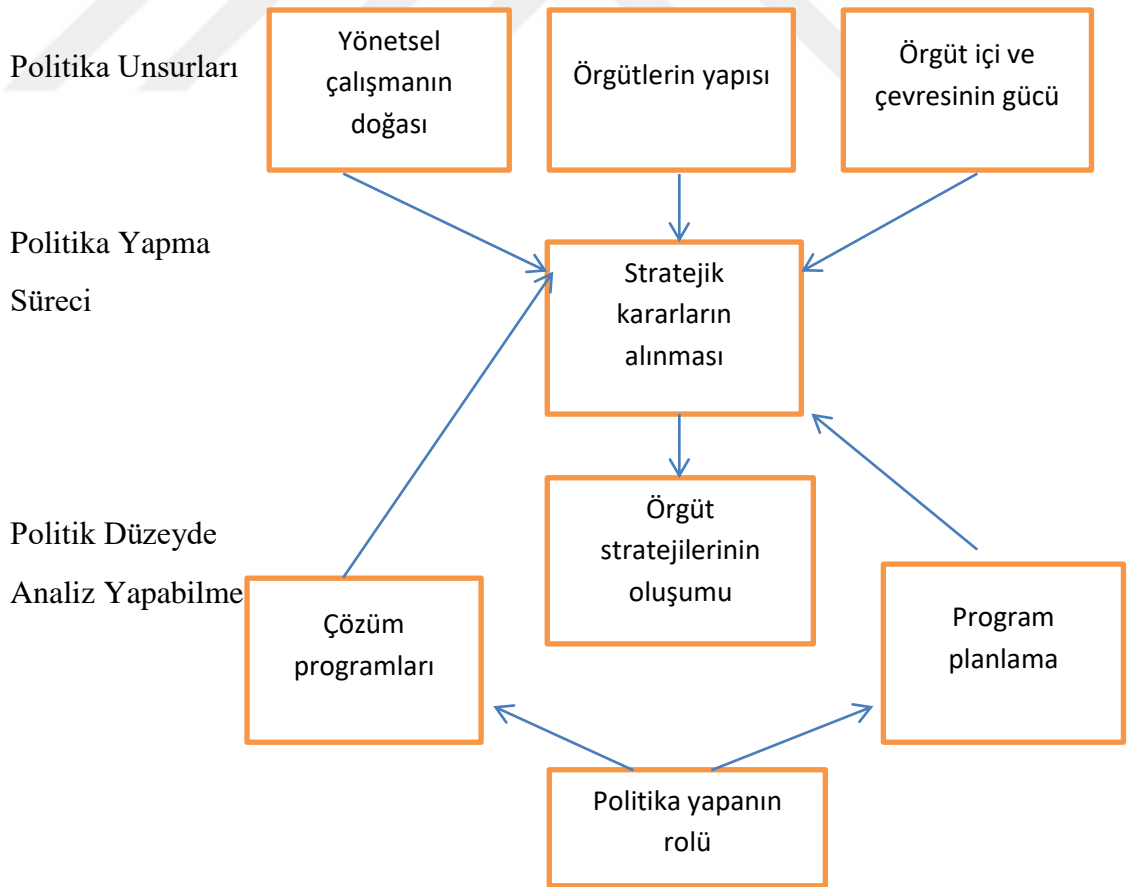 Politika Unsurları
Yönetsel
çalışmanın
doğası
Örgütlerin yapısı
Örgüt içi ve
çevresinin gücü
Politika Yapma
Süreci
Stratejik
kararların
alınması
Politik Düzeyde
Analiz Yapabilme
Örgüt
stratejilerinin
oluşumu
Çözüm
programları
Program
planlama
Politika yapanın
rolü